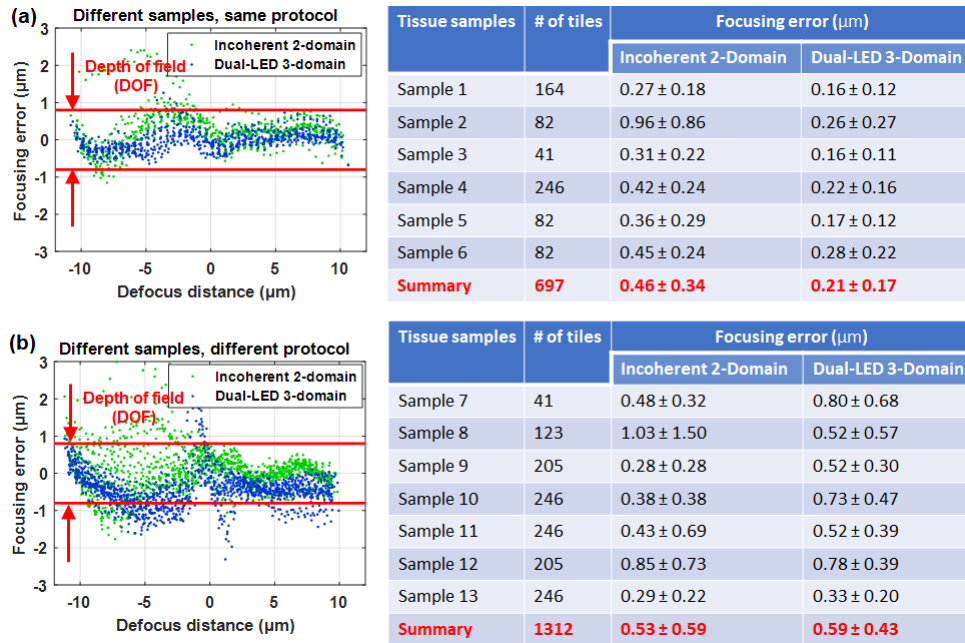 (a)
Different samples, same protocol
Incoherent 2-domain
Dual-LED 3-domain
Depth of field
(DOF)
Focusing error (µm)
3
2
1
0
-1
-2
-3
-10 -5 0 5 10
Defocus distance (µm)
Tissue samples # of tiles Focusing error (µm)
Incoherent 2-Domain Dual-LED 3-Domain
Sample 1 164 0.27 ± 0.18 0.16 ± 0.12
Sample 2 82 0.96 ± 0.86 0.26 ± 0.27
Sample 3 41 0.31 ± 0.22 0.16 ± 0.11
Sample 4 246 0.42 ± 0.24 0.22 ± 0.16
Sample 5 82 0.36 ± 0.29 0.17 ± 0.12
Sample 6 82 0.45 ± 0.24 0.28 ± 0.22
Summary 697 0.46 ± 0.34 0.21 ± 0.17
(b)
Different samples, different protocol
Incoherent 2-domain
Dual-LED 3-domain
Depth of field
(DOF)
Focusing error (µm)
3
2
1
0
-1
-2
-3
-10 -5 0 5 10
Defocus distance (µm)
Tissue samples # of tiles Focusing error (µm)
Incoherent 2-Domain Dual-LED 3-Domain
Sample 7 41 0.48 ± 0.32 0.80 ± 0.68
Sample 8 123 1.03 ± 1.50 0.52 ± 0.57
Sample 9 205 0.28 ± 0.28 0.52 ± 0.30
Sample 10 246 0.38 ± 0.38 0.73 ± 0.47
Sample 11 246 0.43 ± 0.69 0.52 ± 0.39
Sample 12 205 0.85 ± 0.73 0.78 ± 0.39
Sample 13 246 0.29 ± 0.22 0.33 ± 0.20
Summary 1312 0.53 ± 0.59 0.59 ± 0.43